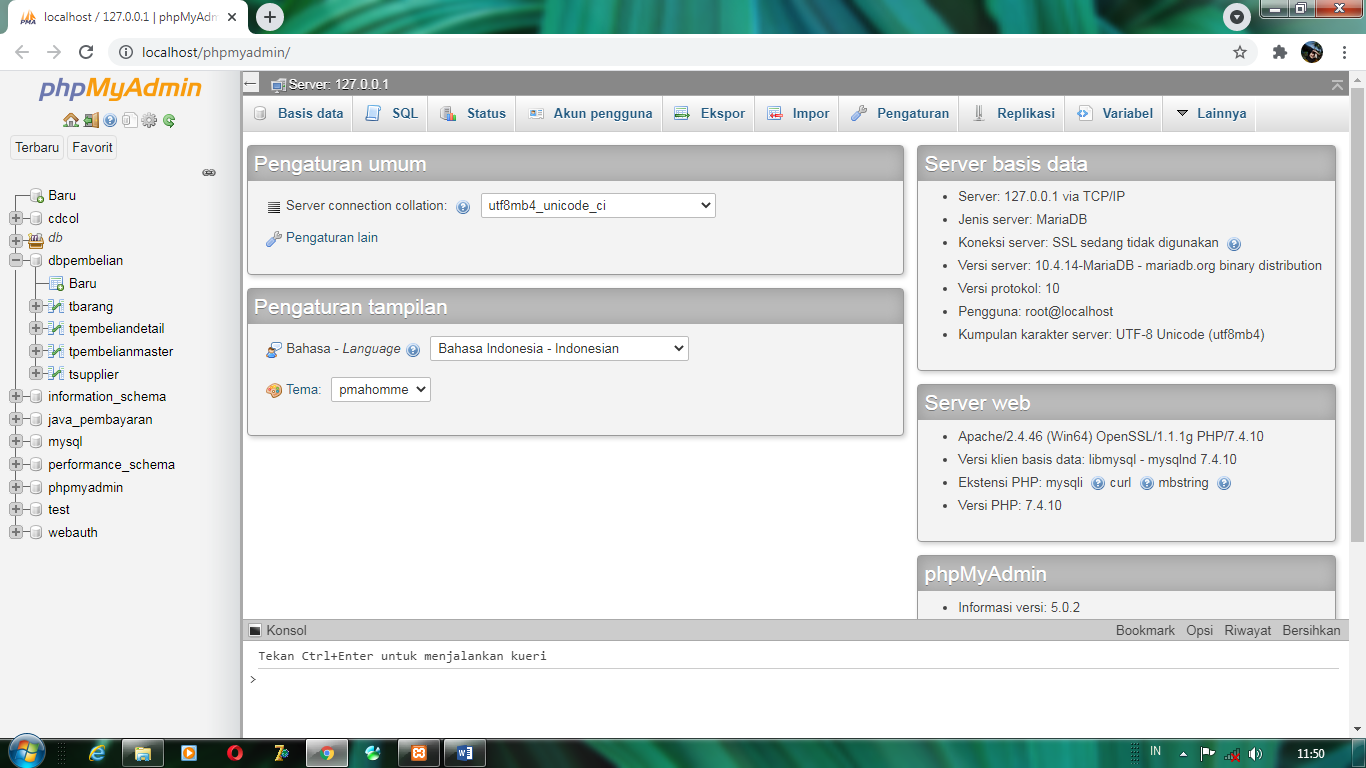 localhost / 127.0.0.1 | phpMyAdm
localhost/phpmyadmin/
phpMyAdmin
Terbaru Favorit
Baru
cdcol
db
dbpembelian
Baru
tbarang
tpembeliandetail
tpembelianmaster
tsupplier
information_schema
java_pembayaran
mysql
performance_schema
phpmyadmin
test
webauth
Server: 127.0.0.1
Basis data SQL Status Akun pengguna Ekspor Impor Pengaturan Replikasi Variabel Lainnya
Pengaturan umum
Server connection collation: utf8mb4_unicode_ci
Pengaturan lain
Pengaturan tampilan
Bahasa - Language Bahasa Indonesia - Indonesian
Tema: pmahomme
Server basis data
Server: 127.0.0.1 via TCP/IP
Jenis server: MariaDB
Koneksi server: SSL sedang tidak digunakan
Versi server: 10.4.14-MariaDB - mariadb.org binary distribution
Versi protokol: 10
Pengguna: root@localhost
Kumpulan karakter server: UTF-8 Unicode (utf8mb4)
Server web
Apache/2.4.46 (Win64) OpenSSL/1.1.1g PHP/7.4.10
Versi klien basis data: libmysql - mysqlnd 7.4.10
Ekstensi PHP: mysqli curl mbstring
Versi PHP: 7.4.10
phpMyAdmin
Informasi versi: 5.0.2
Konsol Bookmark Opsi Riwayat Bersihkan
Tekan Ctrl+Enter untuk menjalankan kueri
>
IN 11:50